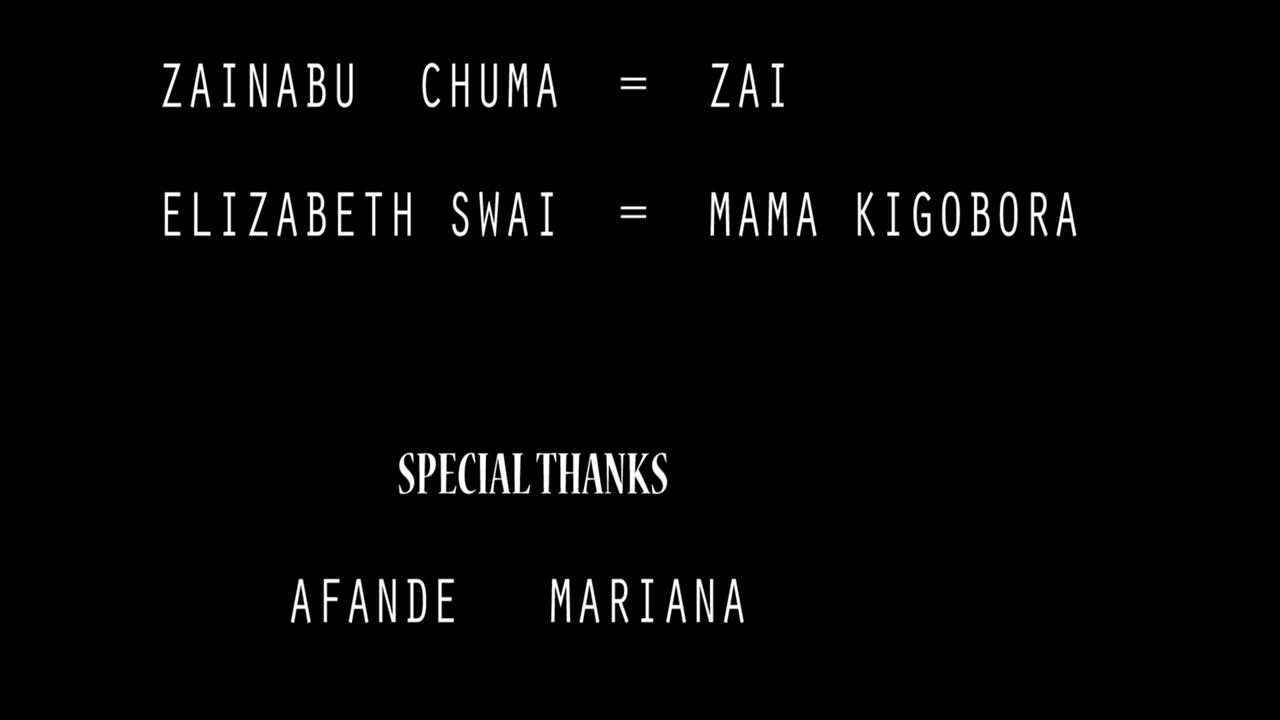 ZAINABU CHUMA = ZAI
ELIZABETH SWAI = MAMA KIGOBORA
SPECIAL THANKS
AFANDE MARIANA